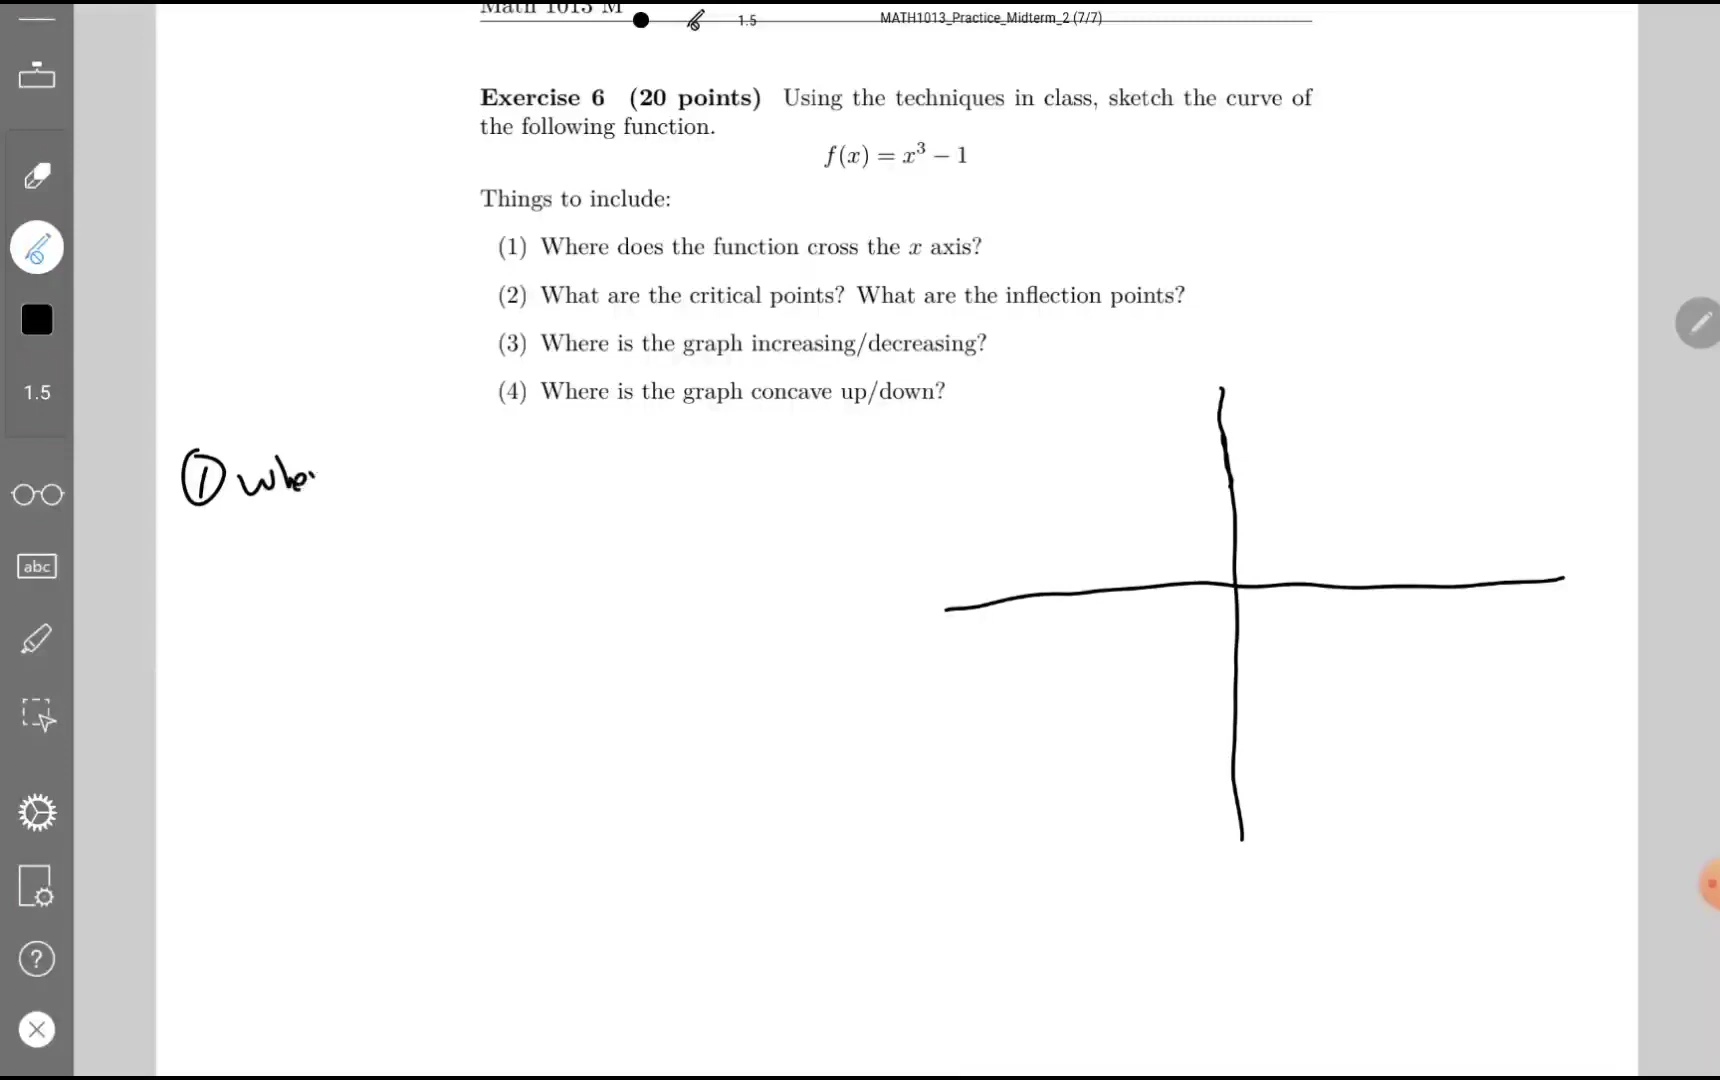 Math 1013 M
1.5 MATH1013_Practice_Midterm_2 (7/7)
Exercise 6 (20 points) Using the techniques in class, sketch the curve of
the following function.
f(x) = x³ − 1
Things to include:
(1) Where does the function cross the x axis?
(2) What are the critical points? What are the inflection points?
(3) Where is the graph increasing/decreasing?
(4) Where is the graph concave up/down?
1.5
① whe
abc
?